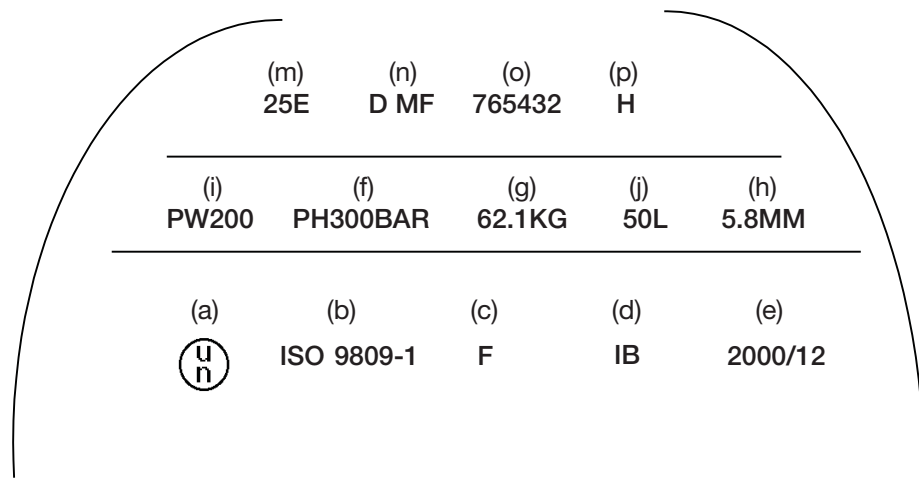 (m) (n) (o) (p)
25E D MF 765432 H
(i) (f) (g) (j) (h)
PW200 PH300BAR 62.1KG 50L 5.8MM
(a) (b) (c) (d) (e)
u n ISO 9809-1 F IB 2000/12